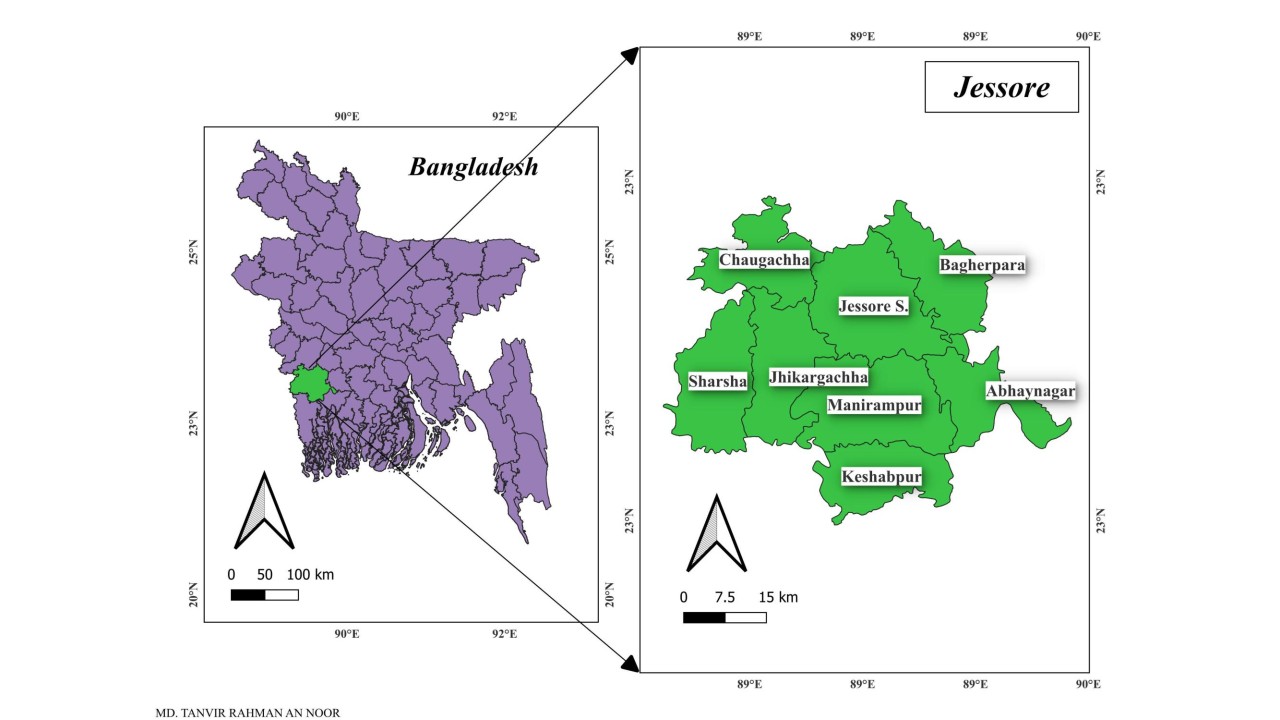 90°E 92°E
Bangladesh
25°N 25°N
23°N 23°N
0 50 100 km
20°N 20°N
90°E 92°E
89°E 89°E 89°E 90°E
Jessore
23°N 23°N
Chaugachha
Bagherpara
Jessore S.
Sharsha
Jhikargachha
Abhaynagar
Manirampur
Keshabpur
23°N 23°N
0 7.5 15 km
89°E 89°E 89°E 90°E
MD. TANVIR RAHMAN AN NOOR